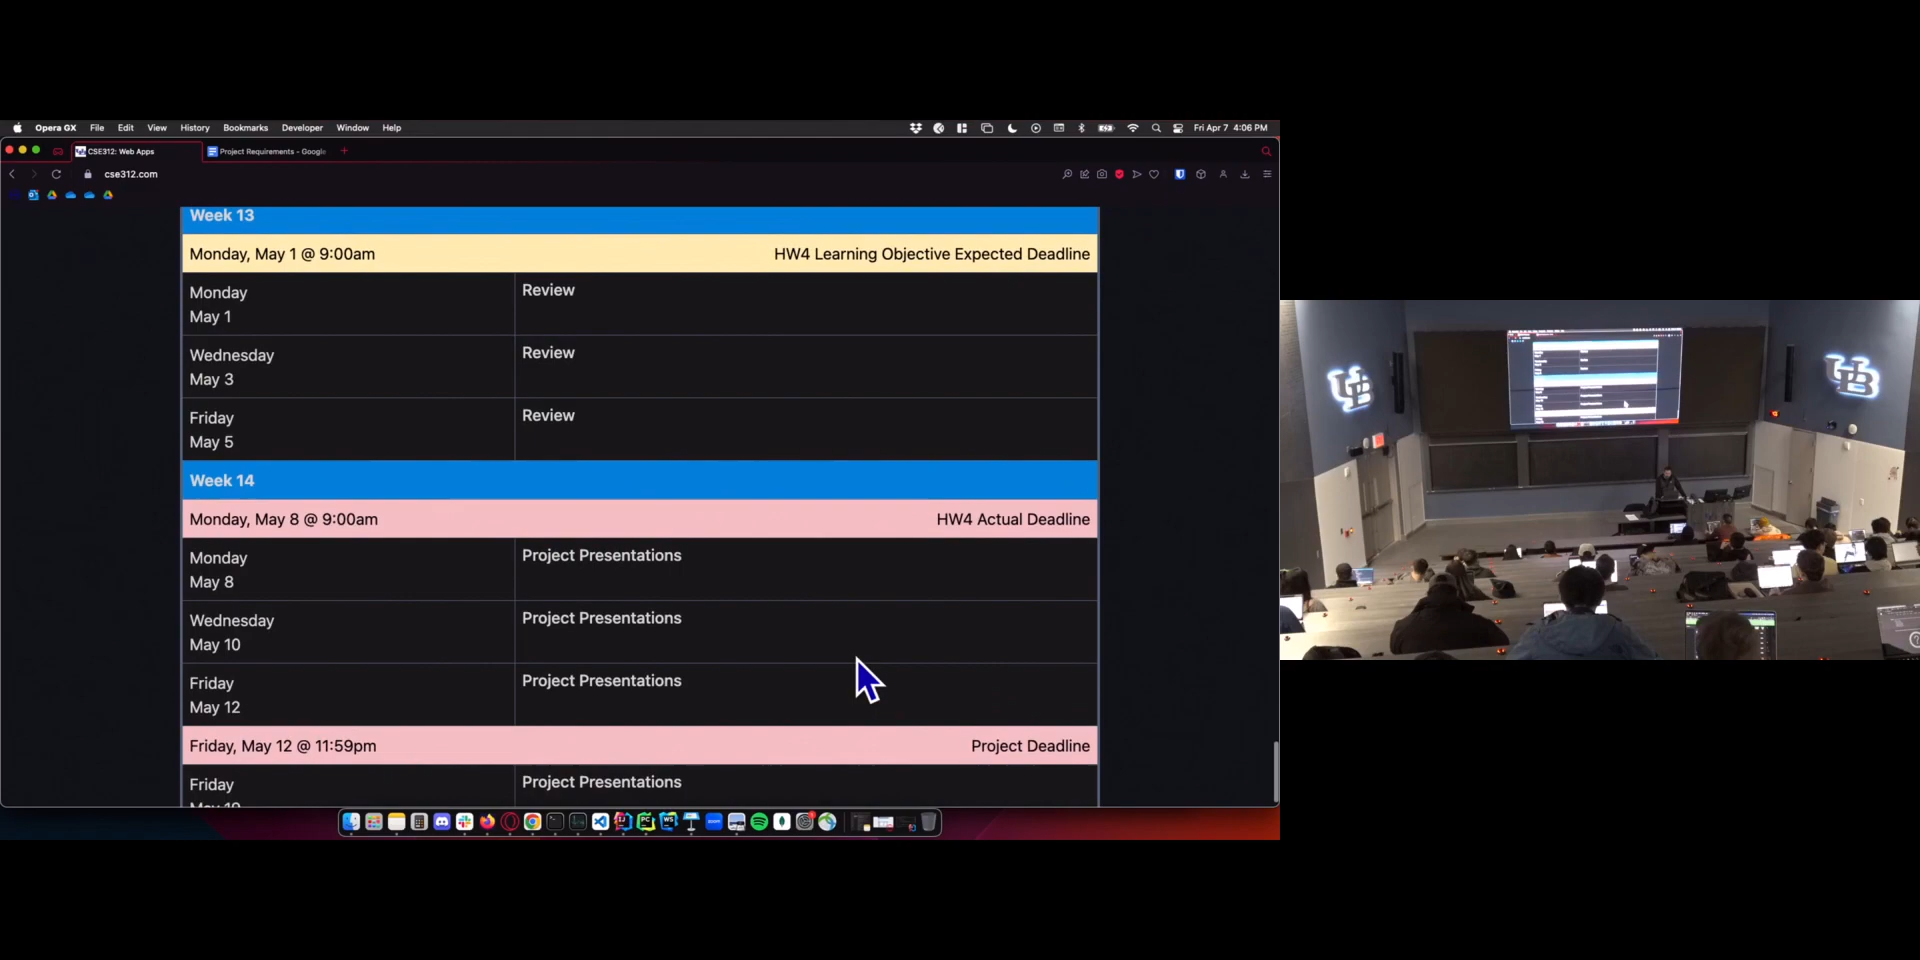 Opera GX File Edit View History Bookmarks Developer Window Help
Fri Apr 7 4:06 PM
CSE312: Web Apps
Project Requirements - Google
cse312.com
Week 13
Monday, May 1 @ 9:00am HW4 Learning Objective Expected Deadline
Monday Review
May 1
Wednesday Review
May 3
Friday Review
May 5
Week 14
Monday, May 8 @ 9:00am HW4 Actual Deadline
Monday Project Presentations
May 8
Wednesday Project Presentations
May 10
Friday Project Presentations
May 12
Friday, May 12 @ 11:59pm Project Deadline
Friday Project Presentations
UB
UB